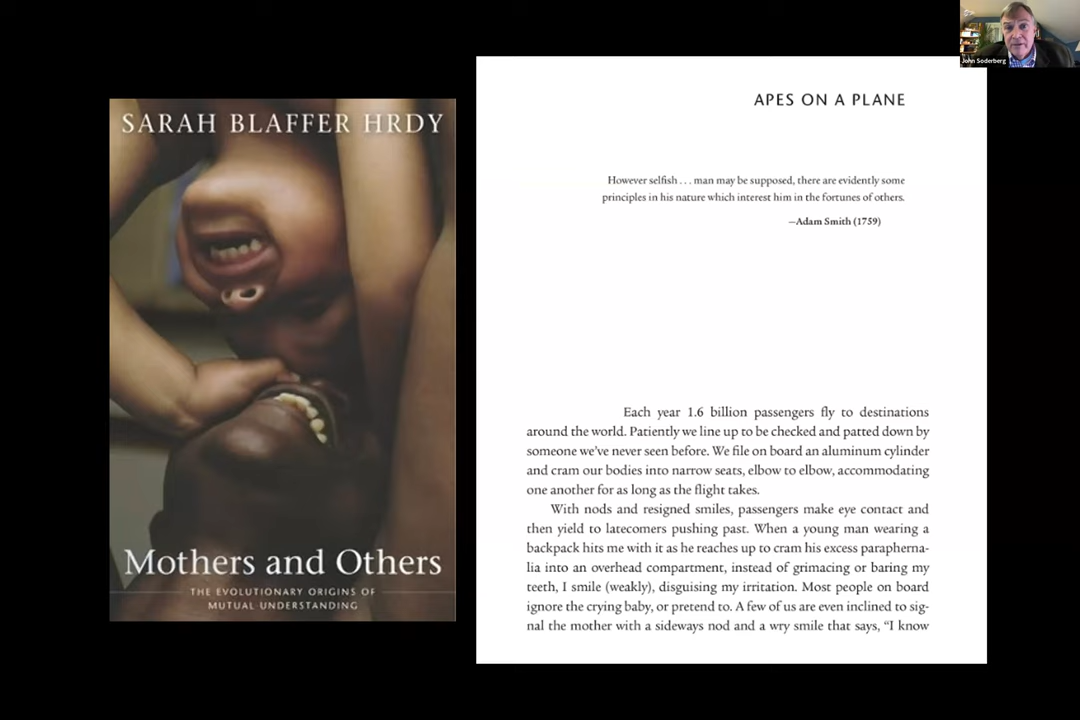 SARAH BLAFFER HRDY
Mothers and Others
THE EVOLUTIONARY ORIGINS OF
MUTUAL UNDERSTANDING
APES ON A PLANE
However selfish . . . man may be supposed, there are evidently some
principles in his nature which interest him in the fortunes of others.
—Adam Smith (1759)
Each year 1.6 billion passengers fly to destinations
around the world. Patiently we line up to be checked and patted down by
someone we’ve never seen before. We file on board an aluminum cylinder
and cram our bodies into narrow seats, elbow to elbow, accommodating
one another for as long as the flight takes.
With nods and resigned smiles, passengers make eye contact and
then yield to latecomers pushing past. When a young man wearing a
backpack hits me with it as he reaches up to cram his excess parapherna-
lia into an overhead compartment, instead of grimacing or baring my
teeth, I smile (weakly), disguising my irritation. Most people on board
ignore the crying baby, or pretend to. A few of us are even inclined to sig-
nal the mother with a sideways nod and a wry smile that says, “I know
John Soderberg